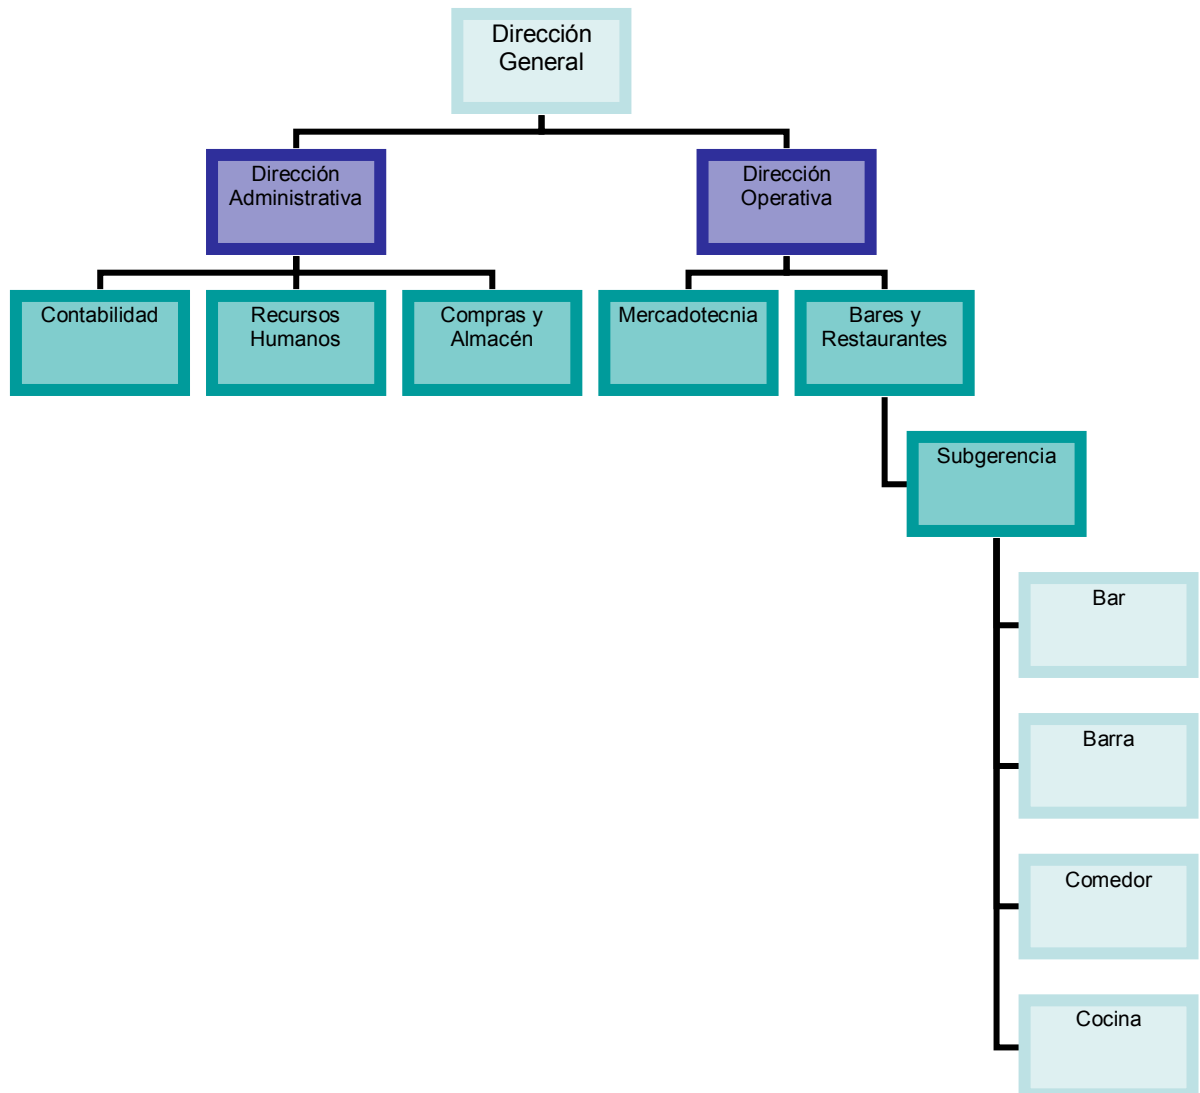 Dirección
General
Dirección
Administrativa
Dirección
Operativa
Contabilidad
Recursos
Humanos
Compras y
Almacén
Mercadotecnia
Bares y
Restaurantes
Subgerencia
Bar
Barra
Comedor
Cocina